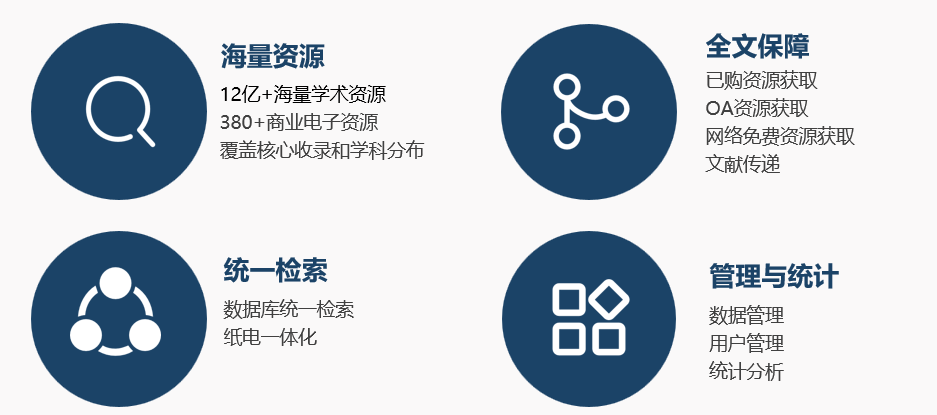 海量资源
12亿+海量学术资源
380+商业电子资源
覆盖核心收录和学科分布
全文保障
已购资源获取
OA资源获取
网络免费资源获取
文献传递
统一检索
数据库统一检索
纸电一体化
管理与统计
数据管理
用户管理
统计分析